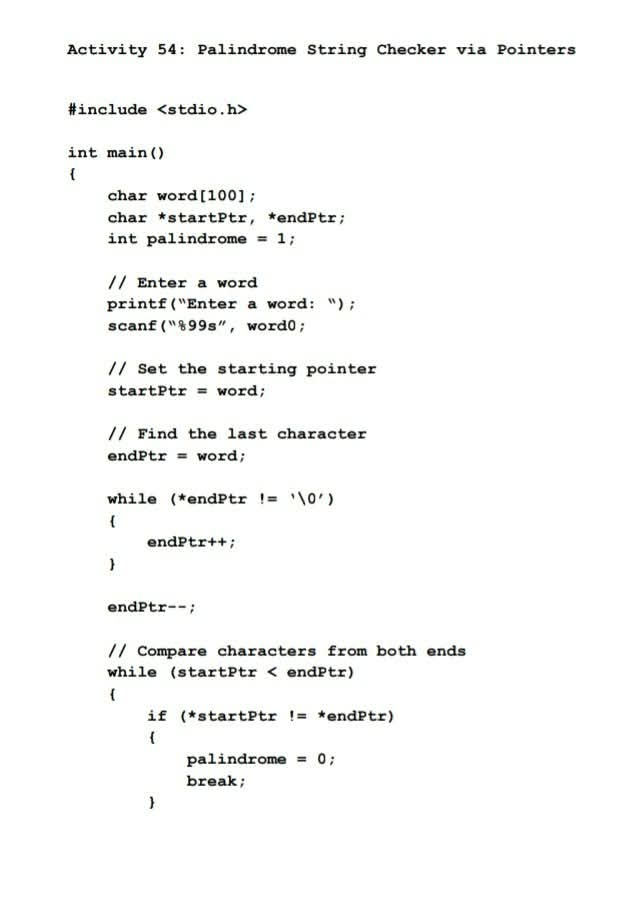 Activity 54: Palindrome String Checker via Pointers
#include <stdio.h>
int main()
{
char word[100];
char *startPtr, *endPtr;
int palindrome = 1;
// Enter a word
printf(“Enter a word: “);
scanf(“%99s”, word0;
// Set the starting pointer
startPtr = word;
// Find the last character
endPtr = word;
while (*endPtr != ‘\0’)
{
endPtr++;
}
endPtr--;
// Compare characters from both ends
while (startPtr < endPtr)
{
if (*startPtr != *endPtr)
{
palindrome = 0;
break;
}